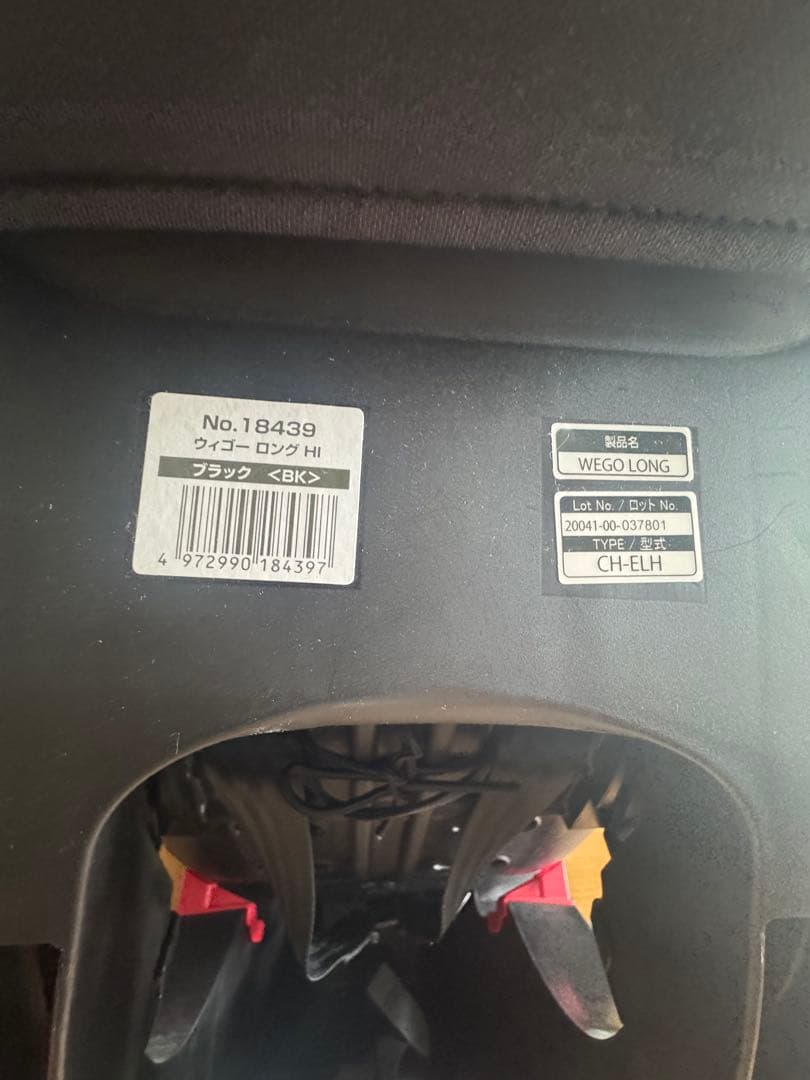 No.18439
ウィゴー ロング HI
ブラック <BK>
4 972990 184397
製品名
WEGO LONG
Lot No. / ロット No.
20041-00-037801
TYPE / 型式
CH-ELH